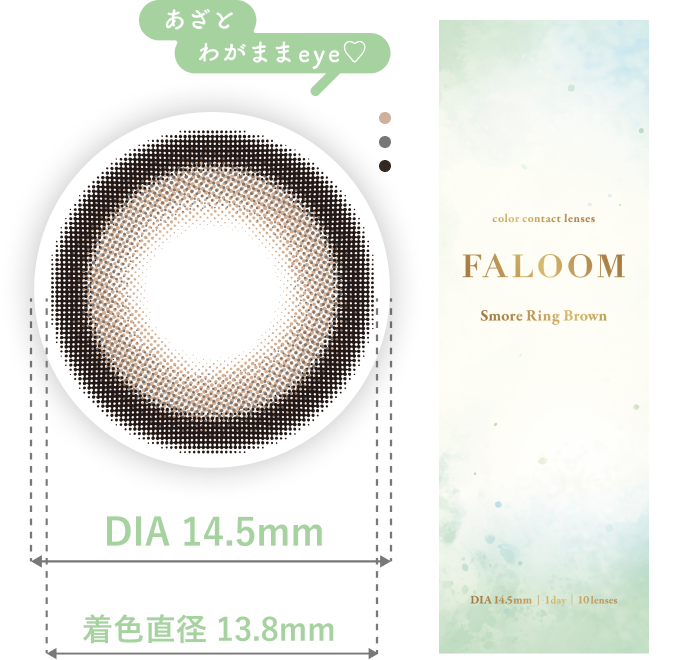 あざと
わがままeye♡
color contact lenses
FALOOM
Smore Ring Brown
DIA 14.5mm
着色直径 13.8mm
DIA 14.5mm | 1day | 10 lenses